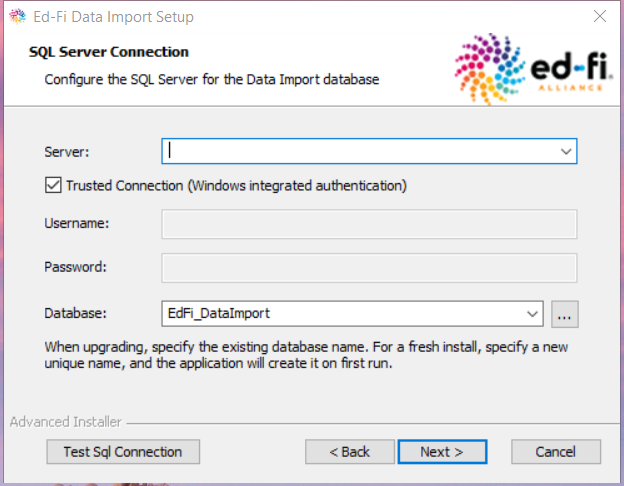 Ed-Fi Data Import Setup
SQL Server Connection
Configure the SQL Server for the Data Import database
ed-fi
ALLIANCE
Server:
Trusted Connection (Windows integrated authentication)
Username:
Password:
Database: EdFi_DataImport ...
When upgrading, specify the existing database name. For a fresh install, specify a new
unique name, and the application will create it on first run.
Advanced Installer
Test Sql Connection < Back Next > Cancel